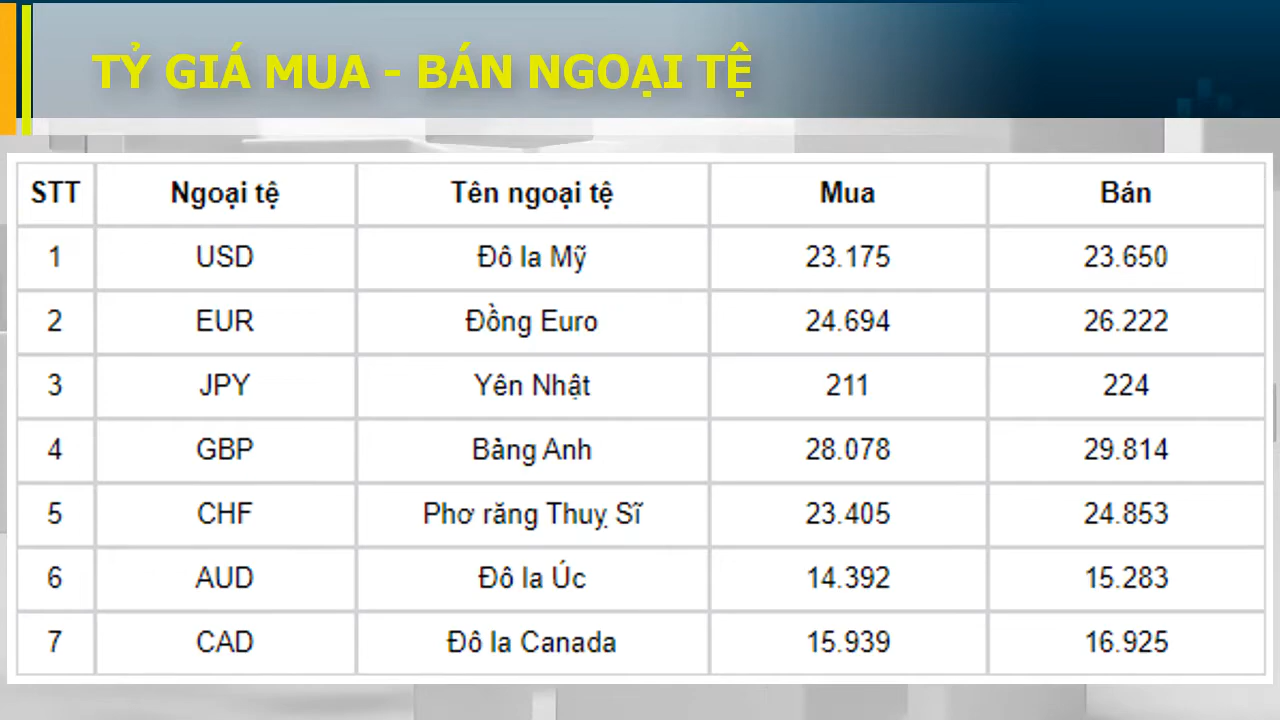 TỶ GIÁ MUA - BÁN NGOẠI TỆ
STT Ngoại tệ Tên ngoại tệ Mua Bán
1 USD Đô la Mỹ 23.175 23.650
2 EUR Đồng Euro 24.694 26.222
3 JPY Yên Nhật 211 224
4 GBP Bảng Anh 28.078 29.814
5 CHF Phơ răng Thuỵ Sĩ 23.405 24.853
6 AUD Đô la Úc 14.392 15.283
7 CAD Đô la Canada 15.939 16.925